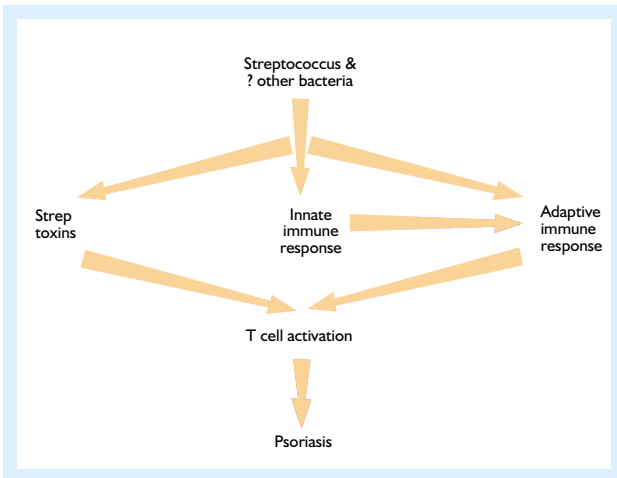 Streptococcus &
? other bacteria
Strep
toxins
Innate
immune
response
Adaptive
immune
response
T cell activation
Psoriasis